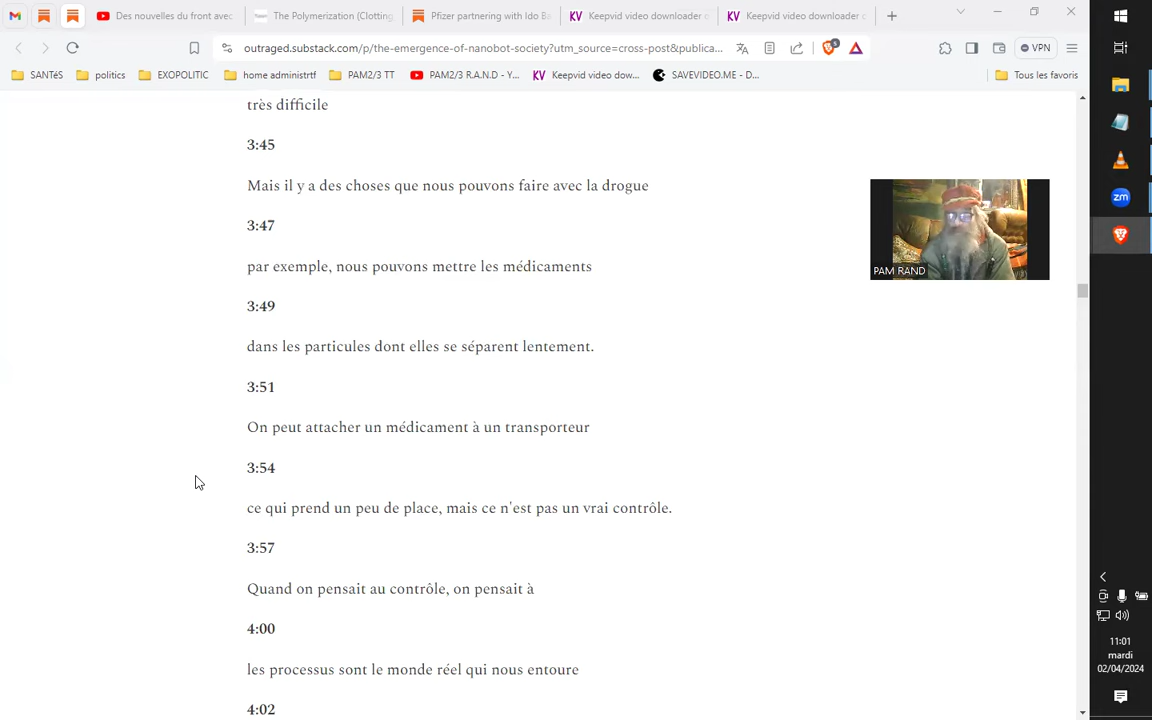 Des nouvelles du front avec
The Polymerization (Clotting
Pfizer partnering with Ido Ba
Keepvid video downloader o
Keepvid video downloader o
outraged.substack.com/p/the-emergence-of-nanobot-society?utm_source=cross-post&publica...
5
VPN
SANTéS
politics
EXOPOLITIC
home administrtf
PAM2/3 TT
PAM2/3 R.A.N.D - Y...
KV Keepvid video dow...
SAVEVIDEO.ME - D...
Tous les favoris
très difficile
3:45
Mais il y a des choses que nous pouvons faire avec la drogue
3:47
par exemple, nous pouvons mettre les médicaments
3:49
dans les particules dont elles se séparent lentement.
3:51
On peut attacher un médicament à un transporteur
3:54
ce qui prend un peu de place, mais ce n'est pas un vrai contrôle.
3:57
Quand on pensait au contrôle, on pensait à
4:00
les processus sont le monde réel qui nous entoure
4:02
PAM RAND
zm
11:01
mardi
02/04/2024